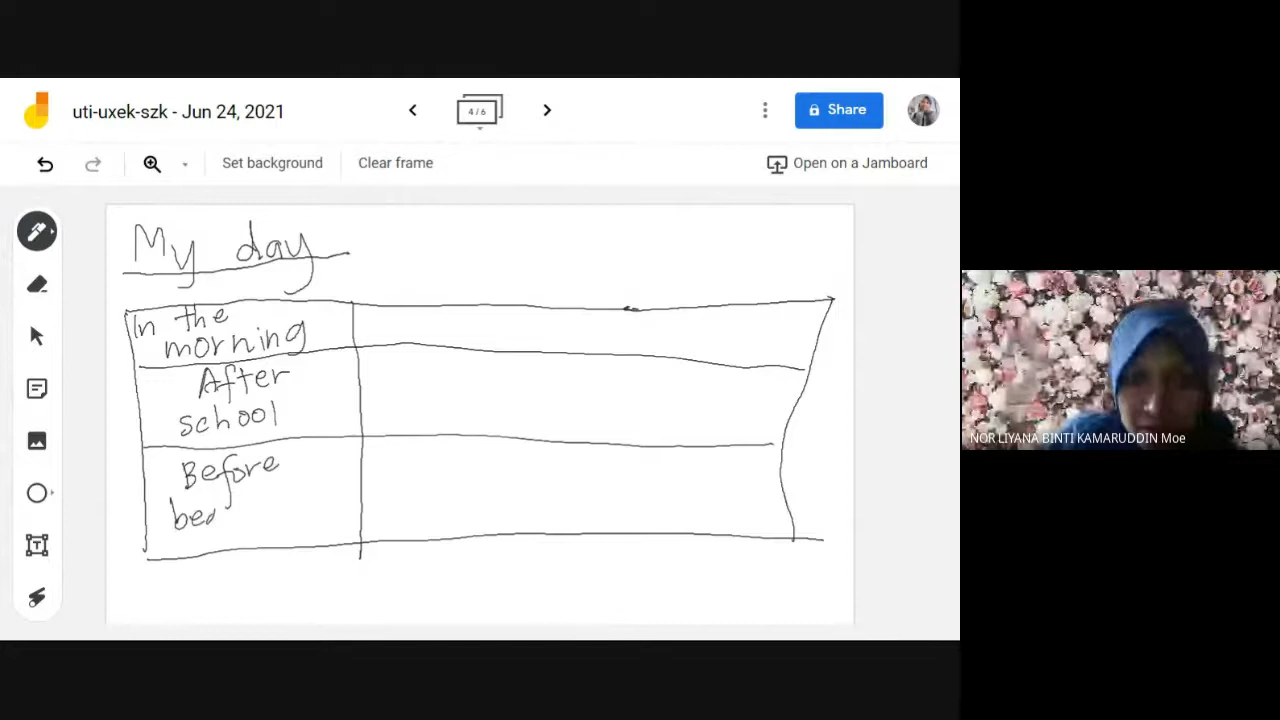 uti-uxek-szk - Jun 24, 2021
4 / 6
Share
Set background
Clear frame
Open on a Jamboard
My day
In the
morning
After
school
Before
bed
T
NOR LIYANA BINTI KAMARUDDIN Moe